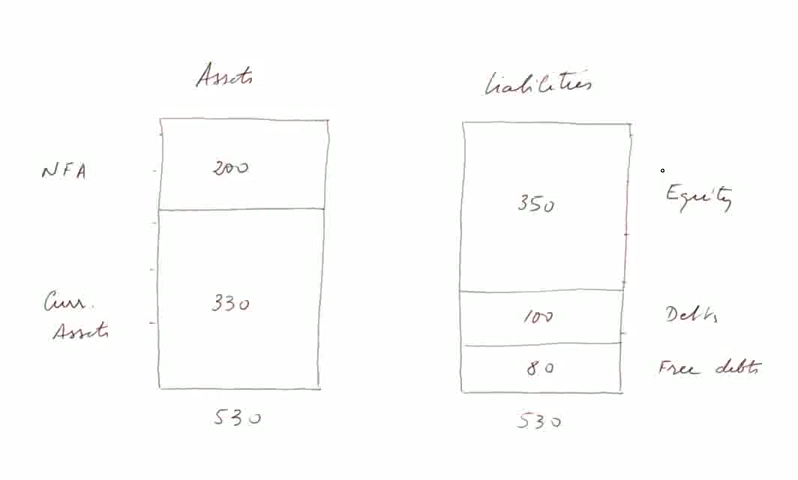 Assets
Liabilities
NFA
200
350
Equity
Curr.
Assets
330
100
Debts
80
Free debts
530
530